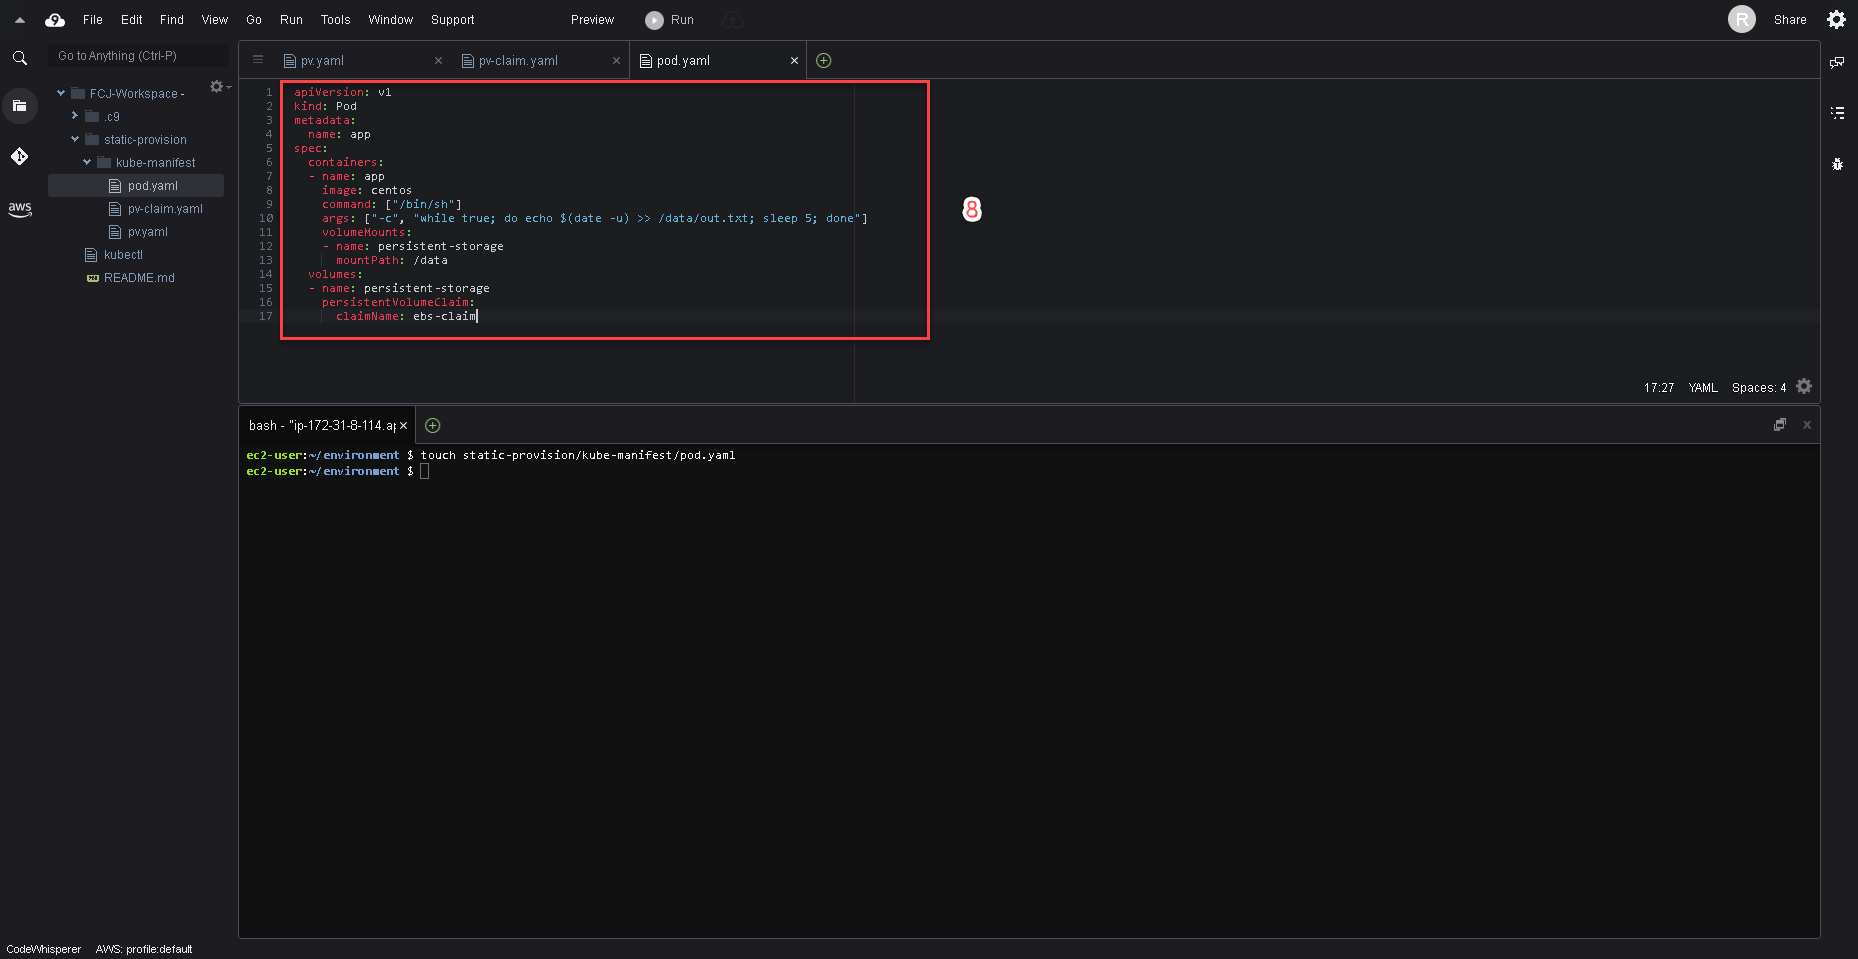 File Edit Find View Go Run Tools Window Support Preview Run R Share
Go to Anything (Ctrl-P)
FCJ-Workspace -
.c9
static-provision
kube-manifest
pod.yaml
pv-claim.yaml
pv.yaml
kubectl
README.md
aws
pv.yaml pv-claim.yaml pod.yaml
1 apiVersion: v1
2 kind: Pod
3 metadata:
4   name: app
5 spec:
6   containers:
7   - name: app
8     image: centos
9     command: ["/bin/sh"]
10     args: ["-c", "while true; do echo $(date -u) >> /data/out.txt; sleep 5; done"]
11     volumeMounts:
12     - name: persistent-storage
13       mountPath: /data
14   volumes:
15   - name: persistent-storage
16     persistentVolumeClaim:
17       claimName: ebs-claim
8
17:27 YAML Spaces: 4
bash - "ip-172-31-8-114.ap
ec2-user:~/environment $ touch static-provision/kube-manifest/pod.yaml
ec2-user:~/environment $
CodeWhisperer AWS: profile:default